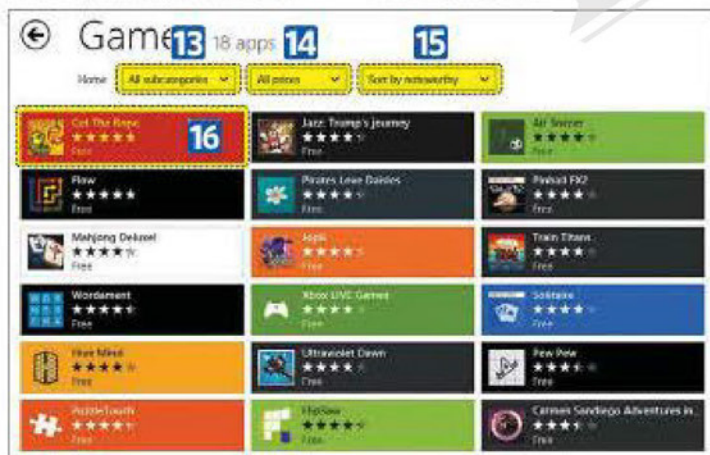 Games 18 apps
13 14 15
Home All subcategories All prices Sort by noteworthy
Cut The Rope
Free
16
Jazz: Trump's journey
Free
Air Soccer
Free
Flow
Free
Pirates Love Daisies
Free
Pinball FX2
Free
Mahjong Deluxe!
Free
Free
Train Titans
Free
Wordament
Free
Xbox LIVE Games
Free
Solitaire
Free
Hive Mind
Free
Ultraviolet Dawn
Free
Pew Pew
Free
PuzzleTouch
Free
FlipSaw
Free
Carmen Sandiego Adventures in...
Free